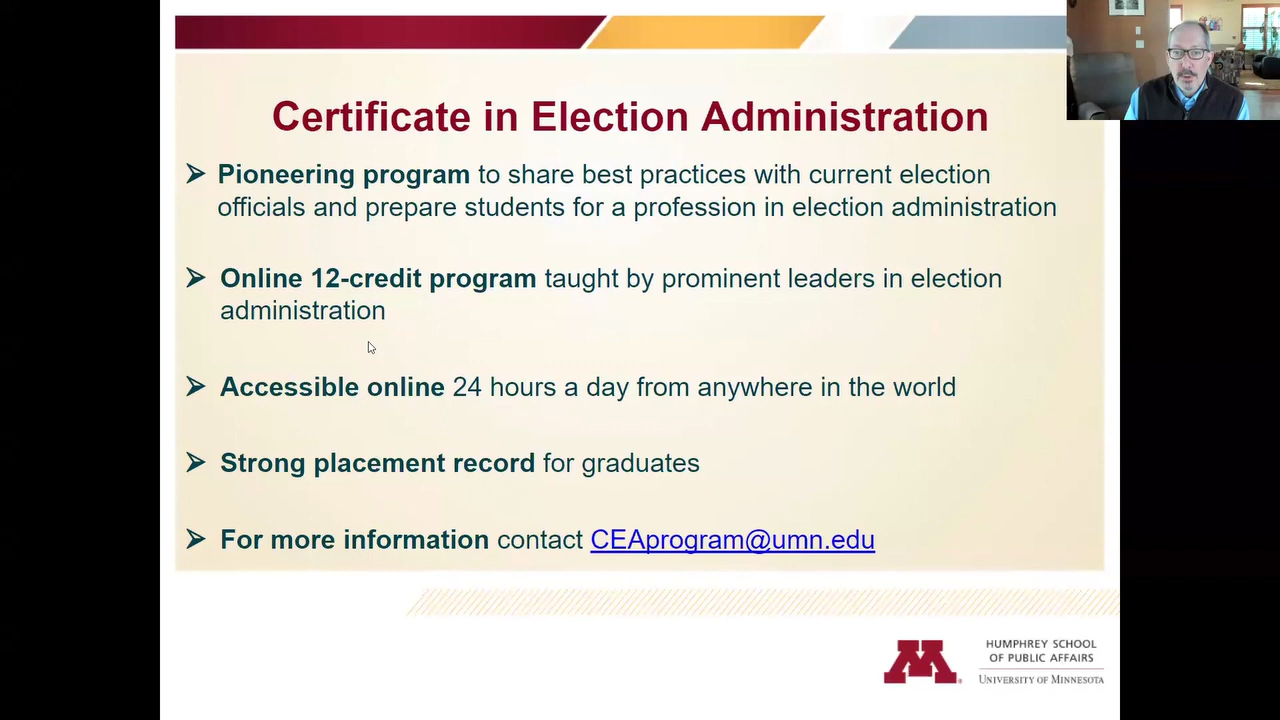 Certificate in Election Administration
Pioneering program to share best practices with current election
officials and prepare students for a profession in election administration
Online 12-credit program taught by prominent leaders in election
administration
Accessible online 24 hours a day from anywhere in the world
Strong placement record for graduates
For more information contact CEAprogram@umn.edu
M
HUMPHREY SCHOOL
OF PUBLIC AFFAIRS
UNIVERSITY OF MINNESOTA